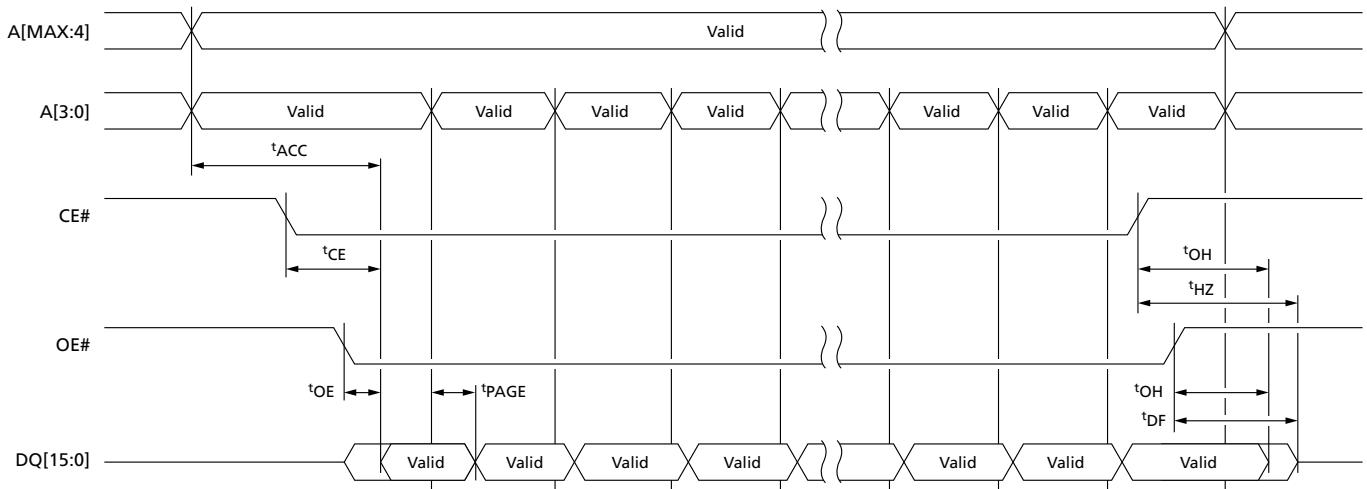 A[MAX:4] Valid
A[3:0] Valid Valid Valid Valid Valid Valid Valid
tACC
CE#
tCE tOH
tHZ
OE#
tOE tPAGE tOH
tDF
DQ[15:0] Valid Valid Valid Valid Valid Valid Valid